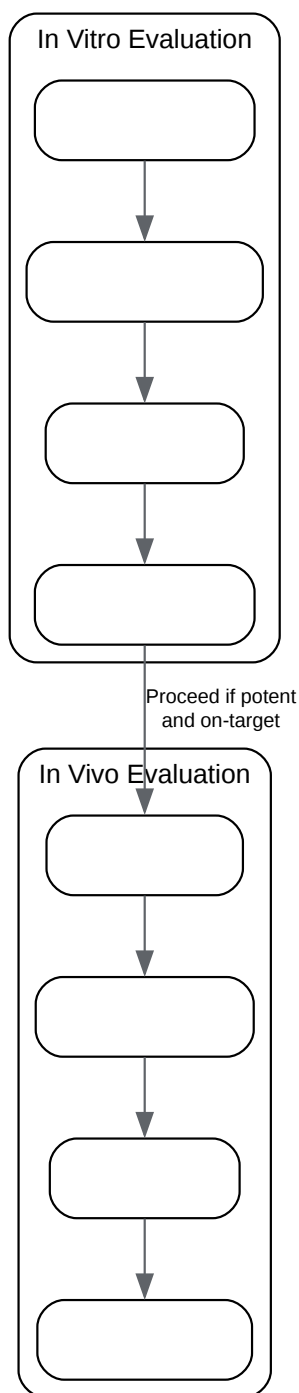 In Vitro Evaluation
Proceed if potent
and on-target
In Vivo Evaluation